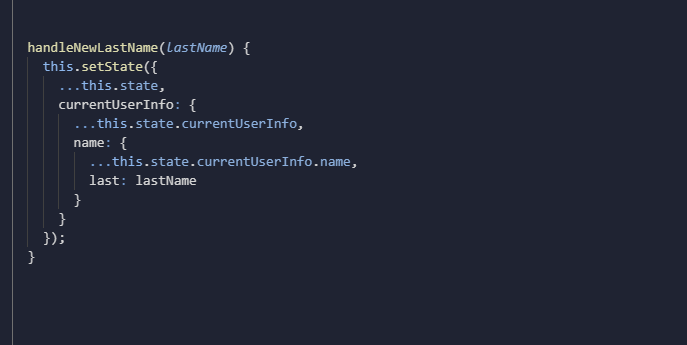 handleNewLastName(lastName) {
  this.setState({
    ...this.state,
    currentUserInfo: {
      ...this.state.currentUserInfo,
      name: {
        ...this.state.currentUserInfo.name,
        last: lastName
      }
    }
  });
}